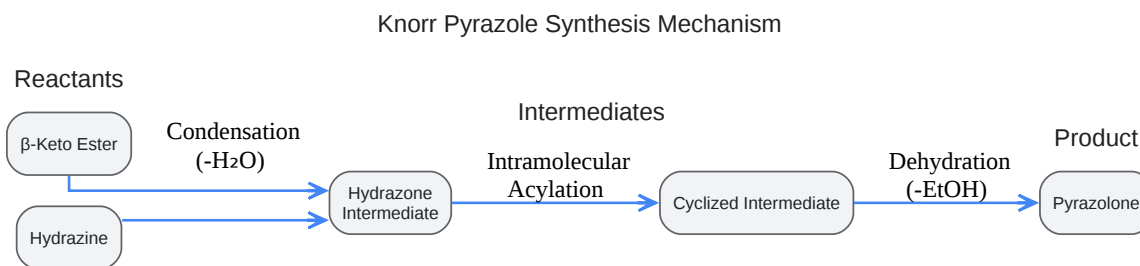 Knorr Pyrazole Synthesis Mechanism
Reactants
β-Keto Ester
Hydrazine
Condensation
(-H₂O)
Hydrazone
Intermediate
Intermediates
Intramolecular
Acylation
Cyclized Intermediate
Dehydration
(-EtOH)
Product
Pyrazolone